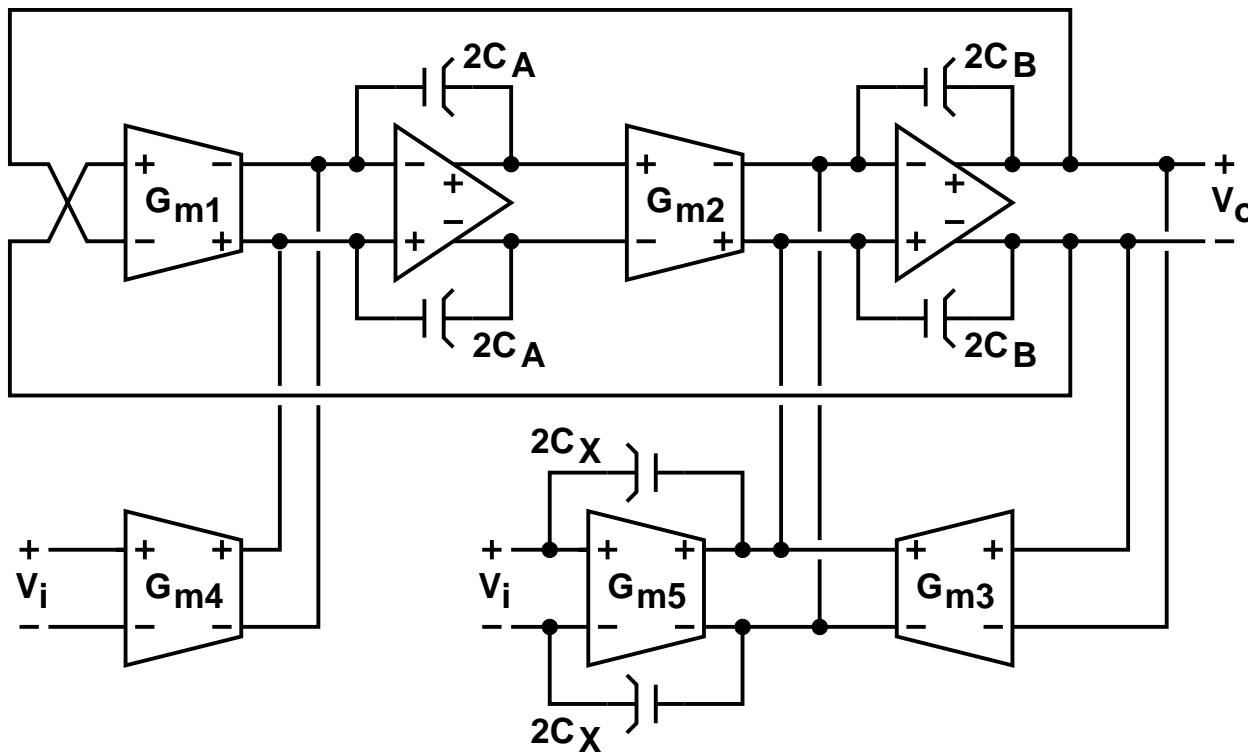 2CA 2CB
+ − − + − − +
Gm1 + Gm2 + Vo
− + + − − + + − −
2CA 2CB
2CX
+ + + + + + +
Vi Gm4 Vi Gm5 Gm3
− − − − − − − −
2CX